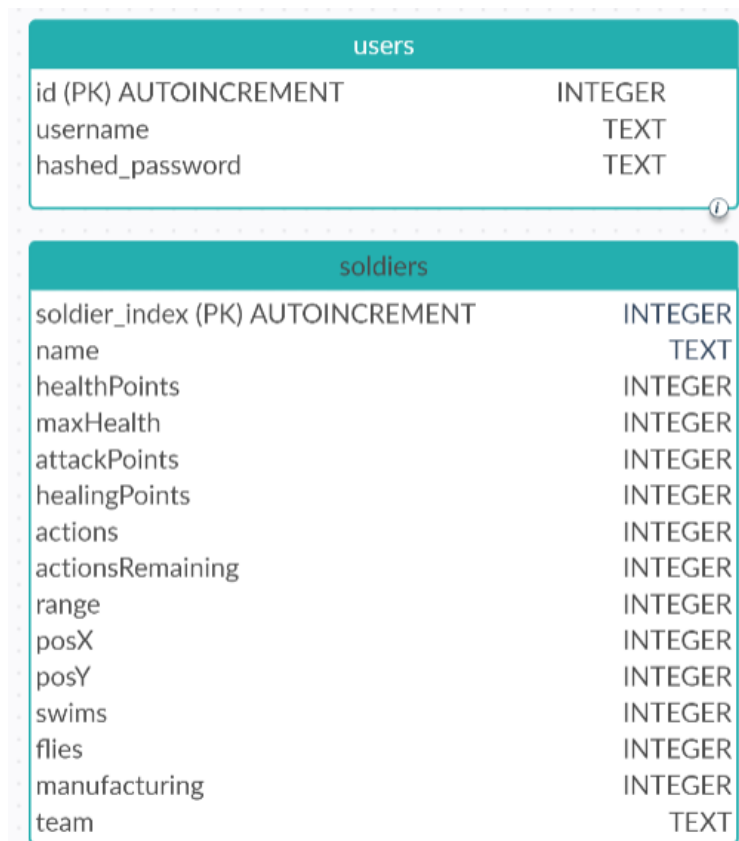 users
id (PK) AUTOINCREMENT INTEGER
username TEXT
hashed_password TEXT
i
soldiers
soldier_index (PK) AUTOINCREMENT INTEGER
name TEXT
healthPoints INTEGER
maxHealth INTEGER
attackPoints INTEGER
healingPoints INTEGER
actions INTEGER
actionsRemaining INTEGER
range INTEGER
posX INTEGER
posY INTEGER
swims INTEGER
flies INTEGER
manufacturing INTEGER
team TEXT